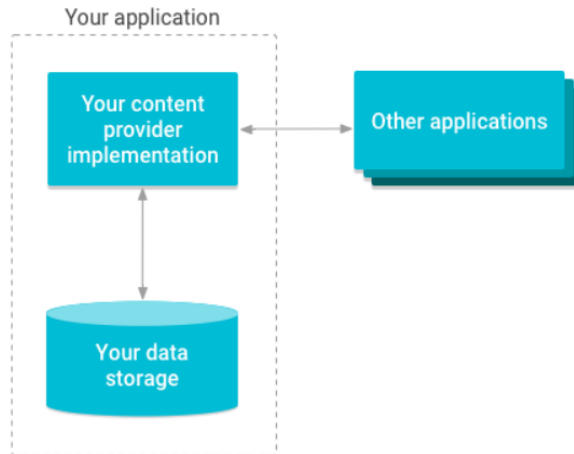 Your application
Your content
provider
implementation
Other applications
Your data
storage